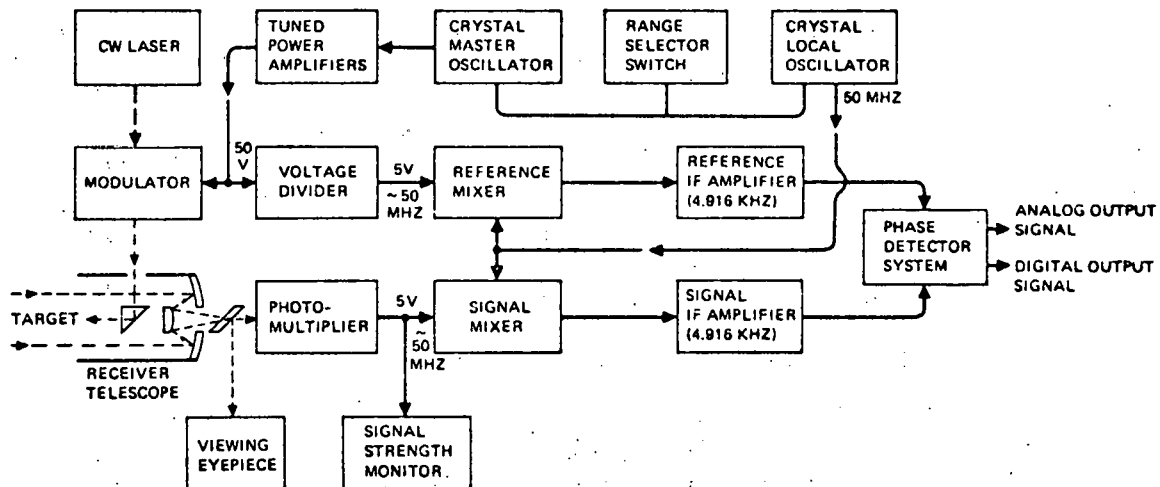 CW LASER
TUNED
POWER
AMPLIFIERS
CRYSTAL
MASTER
OSCILLATOR
RANGE
SELECTOR
SWITCH
CRYSTAL
LOCAL
OSCILLATOR
50 MHZ
MODULATOR
50
V
VOLTAGE
DIVIDER
5V
~ 50
MHZ
REFERENCE
MIXER
REFERENCE
IF AMPLIFIER
(4.916 KHZ)
PHASE
DETECTOR
SYSTEM
ANALOG OUTPUT
SIGNAL
DIGITAL OUTPUT
SIGNAL
TARGET
RECEIVER
TELESCOPE
PHOTO-
MULTIPLIER
5V
~
50
MHZ
SIGNAL
MIXER
SIGNAL
IF AMPLIFIER
(4.916 KHZ)
VIEWING
EYEPIECE
SIGNAL
STRENGTH
MONITOR